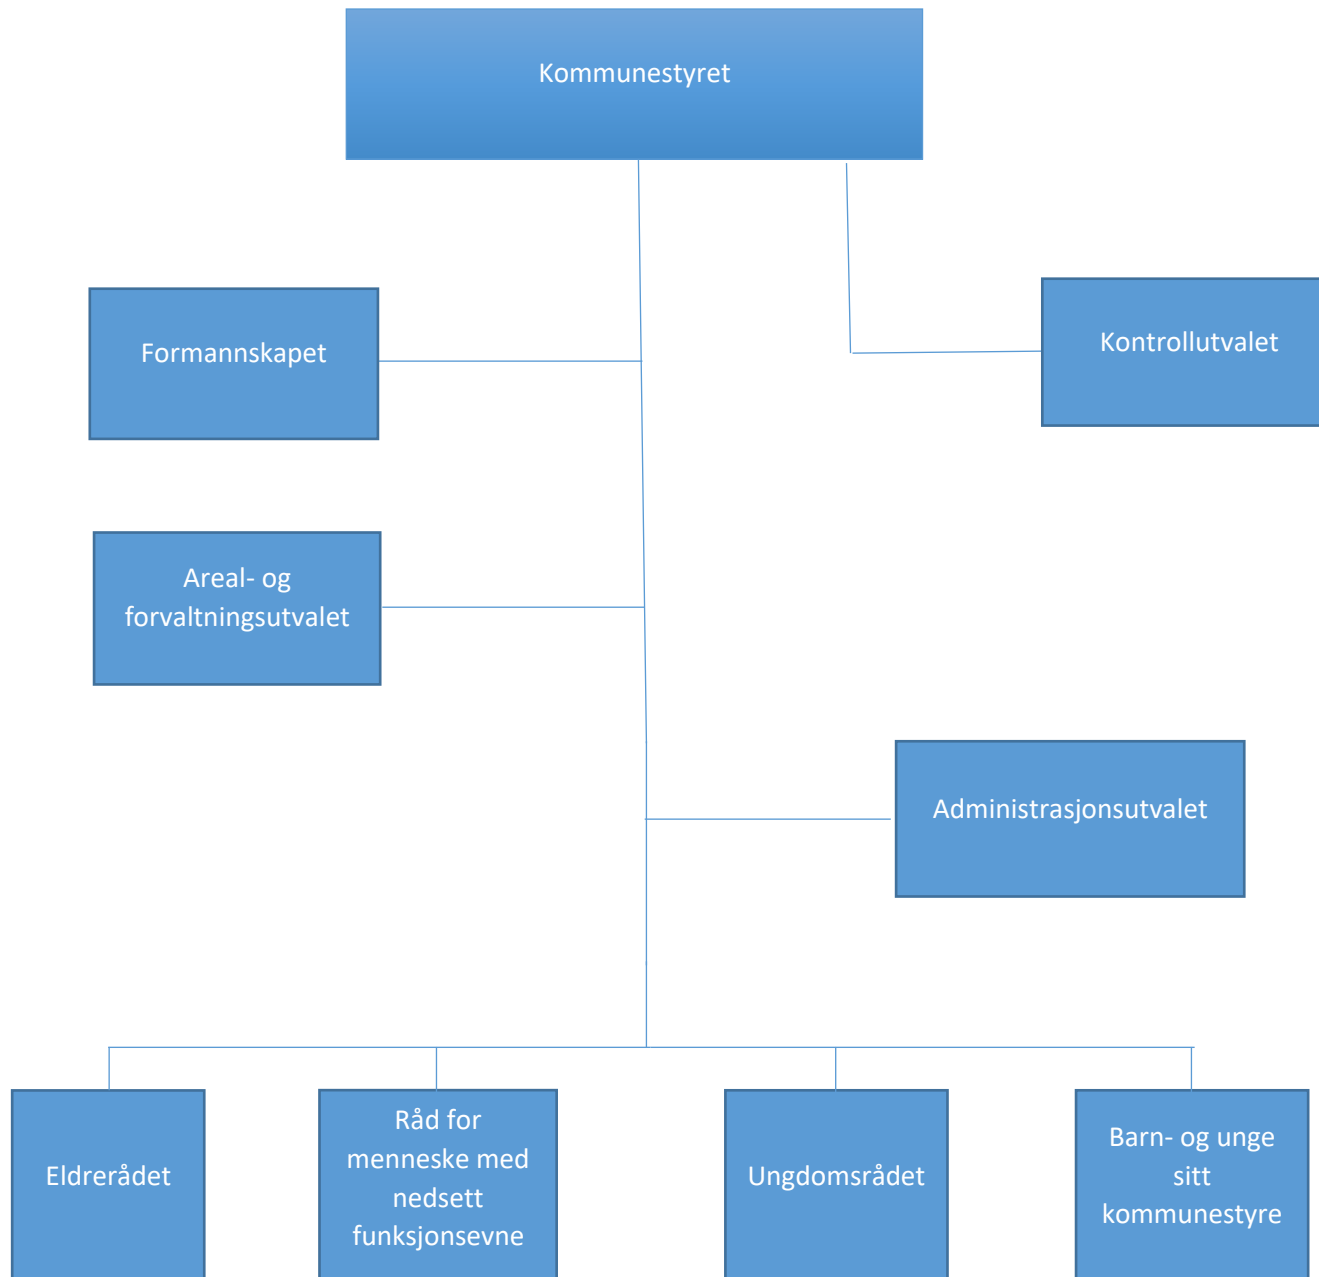 Kommunestyret
Formannskapet
Kontrollutvalet
Areal- og
forvaltningsutvalet
Administrasjonsutvalet
Eldrerådet
Råd for
menneske med
nedsett
funksjonsevne
Ungdomsrådet
Barn- og unge
sitt
kommunestyre